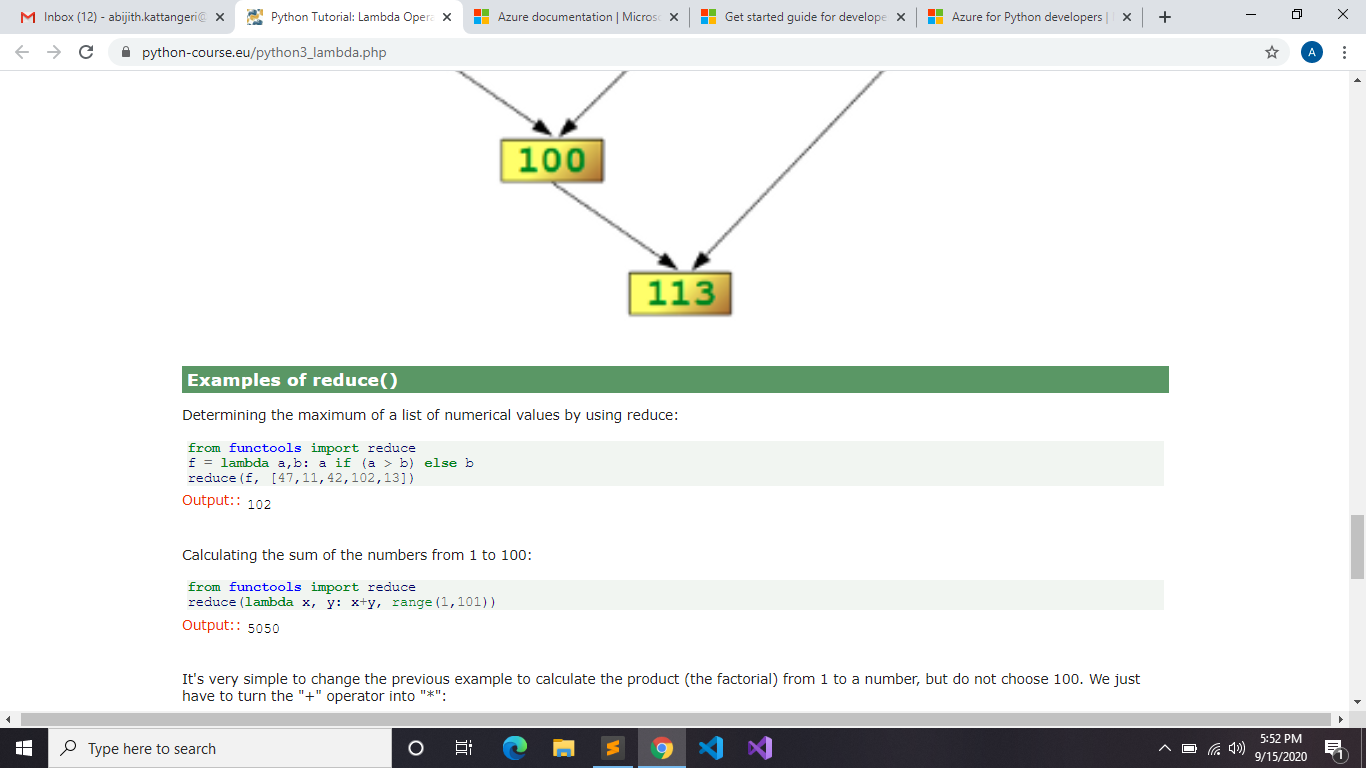 Inbox (12) - abijith.kattangeri@
Python Tutorial: Lambda Opera
Azure documentation | Microso
Get started guide for develope
Azure for Python developers |
python-course.eu/python3_lambda.php
A
100
113
Examples of reduce()
Determining the maximum of a list of numerical values by using reduce:
from functools import reduce
f = lambda a,b: a if (a > b) else b
reduce(f, [47,11,42,102,13])
Output:: 102
Calculating the sum of the numbers from 1 to 100:
from functools import reduce
reduce(lambda x, y: x+y, range(1,101))
Output:: 5050
It's very simple to change the previous example to calculate the product (the factorial) from 1 to a number, but do not choose 100. We just
have to turn the "+" operator into "*":
Type here to search
5:52 PM
9/15/2020
1